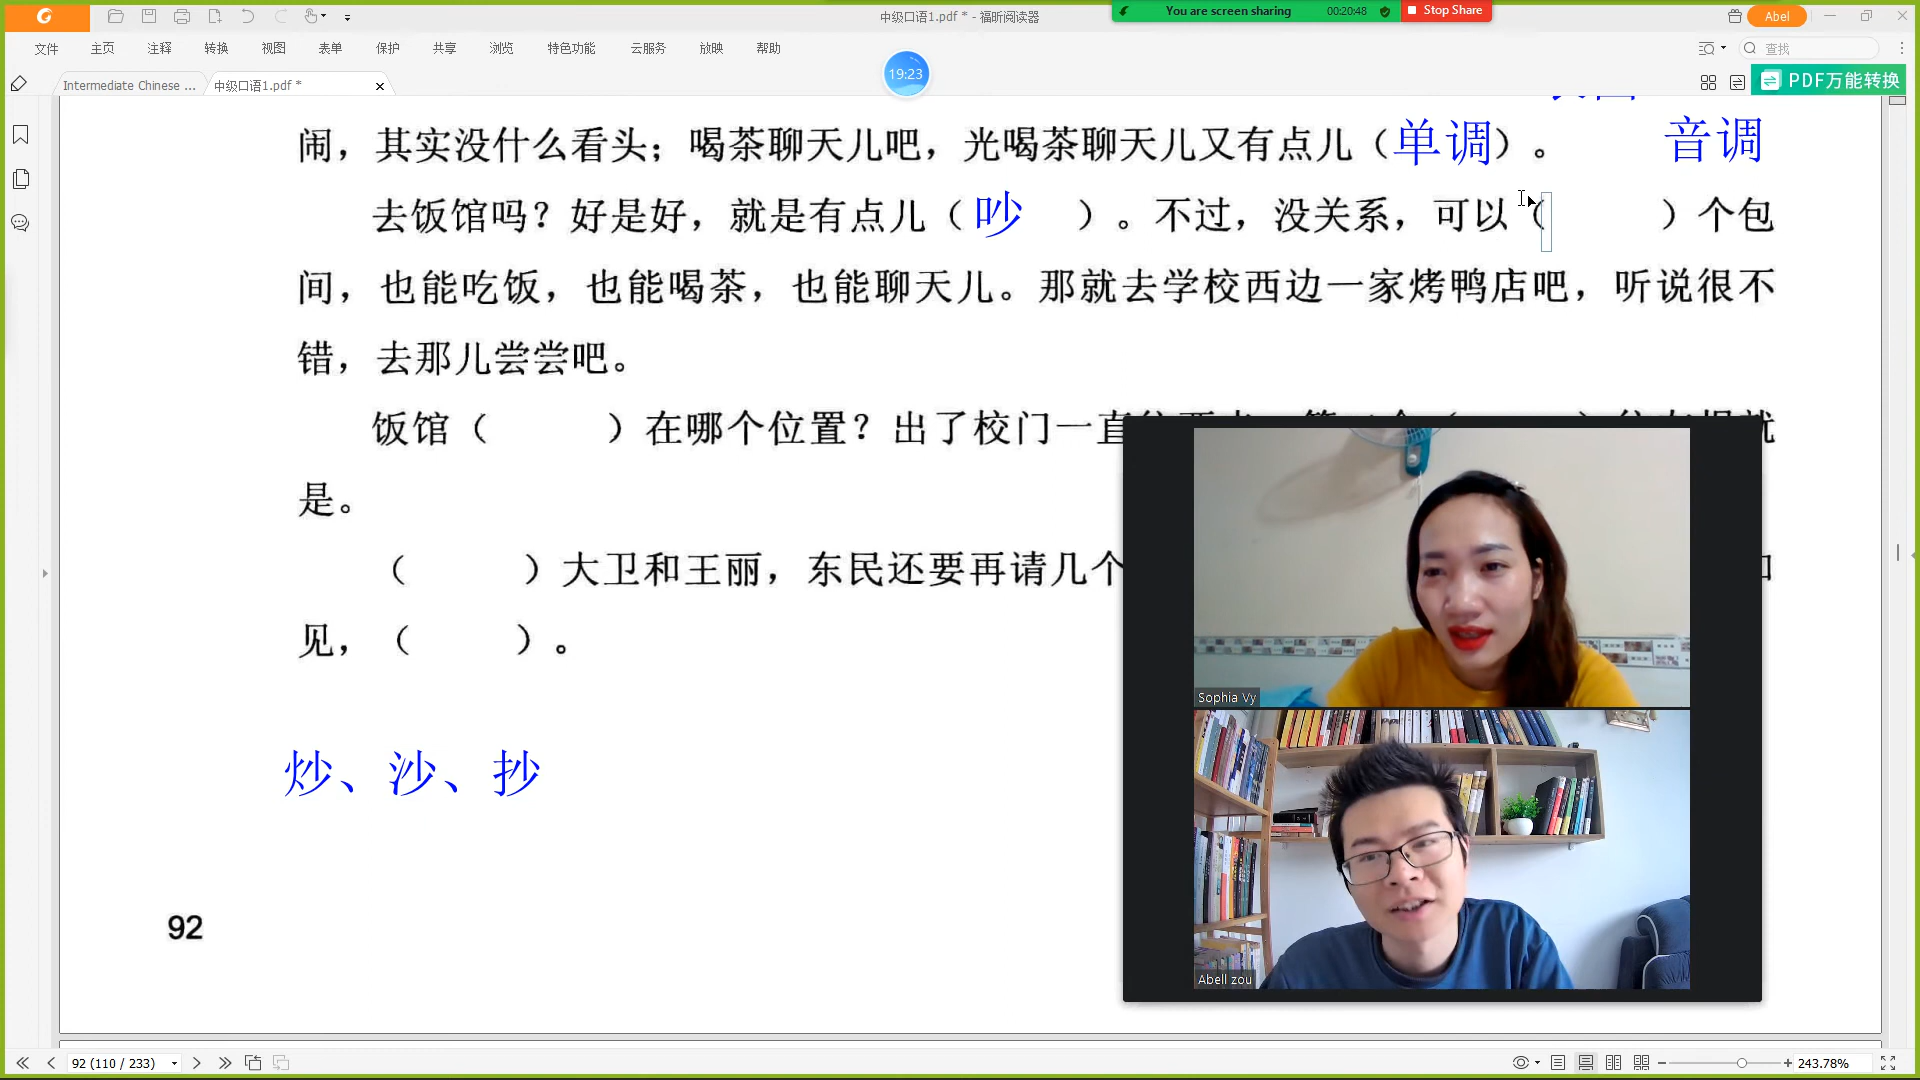 中级口语1.pdf * - 福昕阅读器
You are screen sharing 00:20:48 Stop Share
Abel
文件 主页 注释 转换 视图 表单 保护 共享 浏览 特色功能 云服务 放映 帮助
查找
19:23
Intermediate Chinese ... 中级口语1.pdf *
PDF万能转换
闹，其实没什么看头；喝茶聊天儿吧，光喝茶聊天儿又有点儿（单调）。 音调
去饭馆吗？好是好，就是有点儿（吵 ）。不过，没关系，可以（ ）个包
间，也能吃饭，也能喝茶，也能聊天儿。那就去学校西边一家烤鸭店吧，听说很不
错，去那儿尝尝吧。
饭馆（ ）在哪个位置？出了校门一直
是。
（ ）大卫和王丽，东民还要再请几个
见，（ ）。
Sophia Vy
炒、沙、抄
92
Abell zou
92 (110 / 233)
243.78%